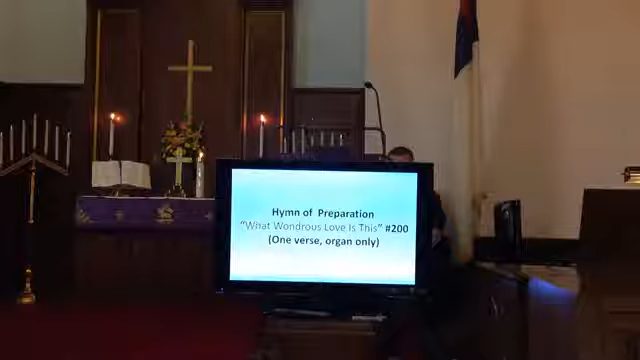 Hymn of Preparation
"What Wondrous Love Is This" #200
(One verse, organ only)